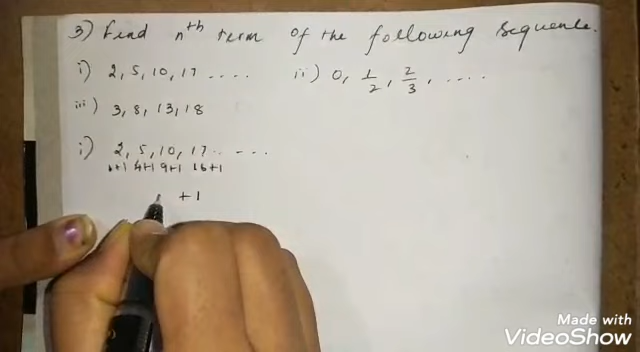 3) Find nth term of the following sequence.
i) 2, 5, 10, 17 .... ii) 0, 1/2, 2/3, ....
iii) 3, 8, 13, 18
i) 2, 5, 10, 17 .....
1+1 4+1 9+1 16+1
+1
Made with
VideoShow